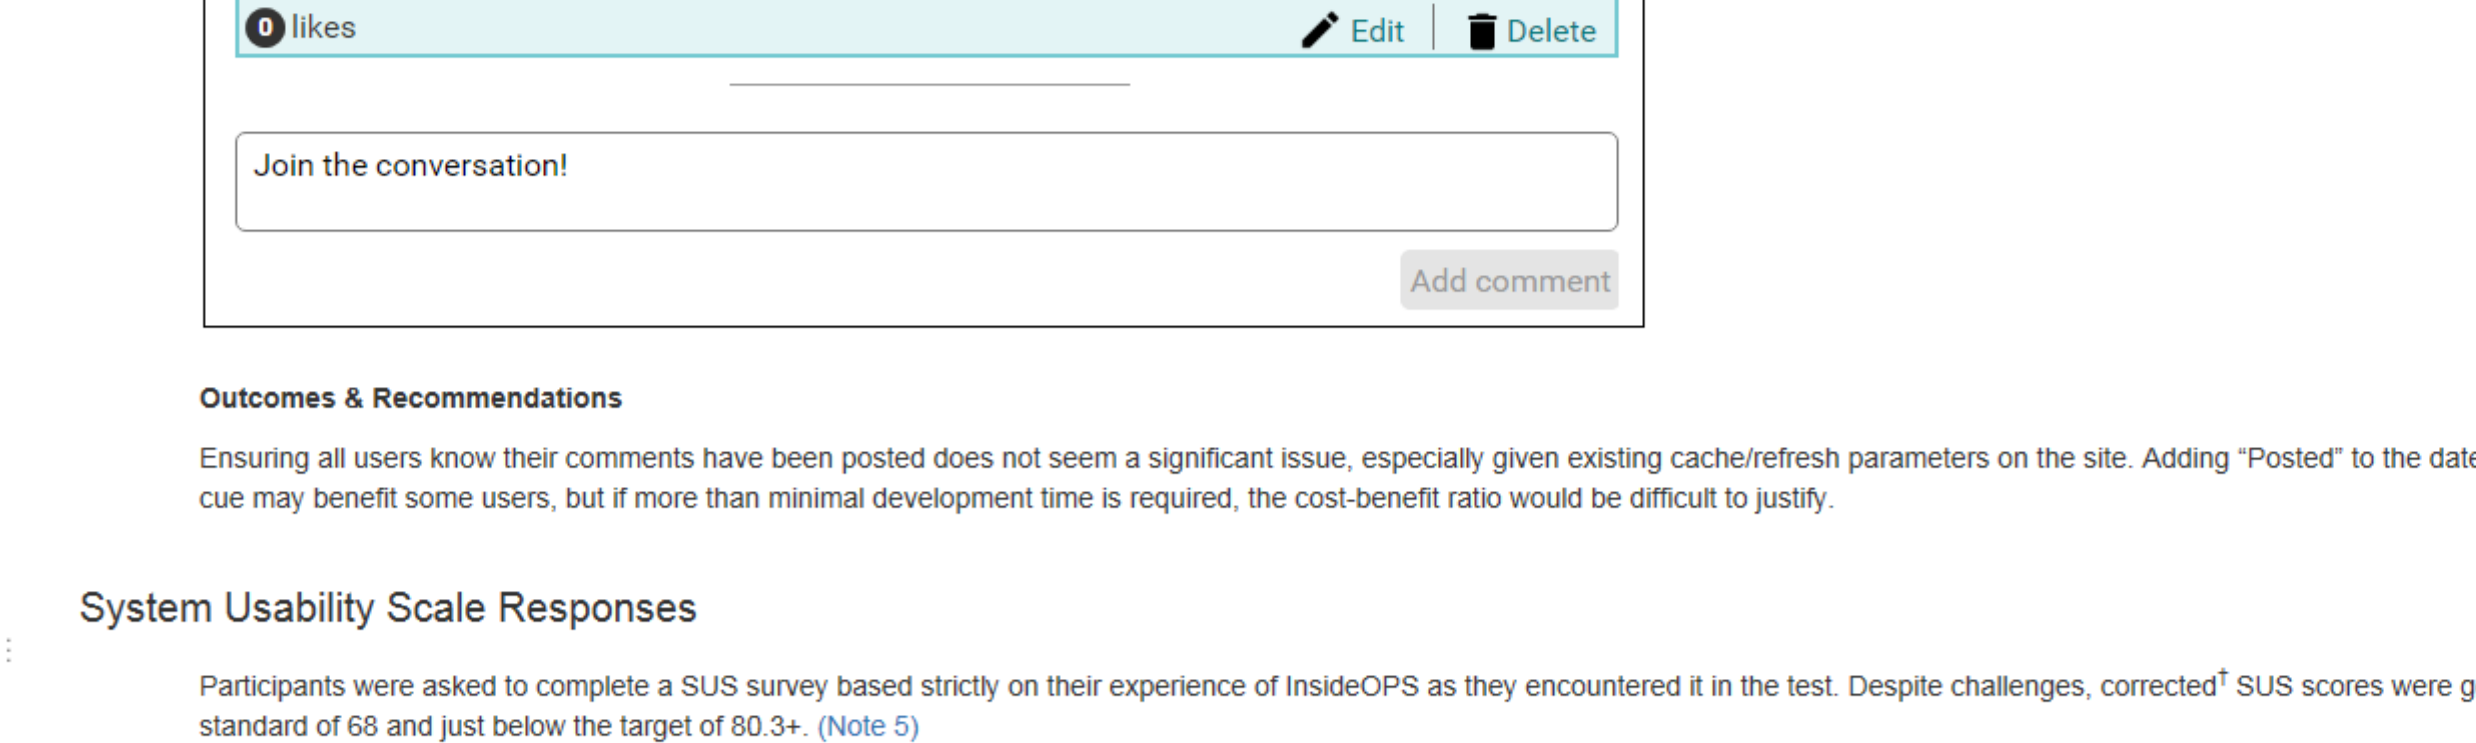 0 likes Edit Delete
Join the conversation!
Add comment
Outcomes & Recommendations
Ensuring all users know their comments have been posted does not seem a significant issue, especially given existing cache/refresh parameters on the site. Adding “Posted” to the date
cue may benefit some users, but if more than minimal development time is required, the cost-benefit ratio would be difficult to justify.
System Usability Scale Responses
Participants were asked to complete a SUS survey based strictly on their experience of InsideOPS as they encountered it in the test. Despite challenges, corrected† SUS scores were
standard of 68 and just below the target of 80.3+. (Note 5)